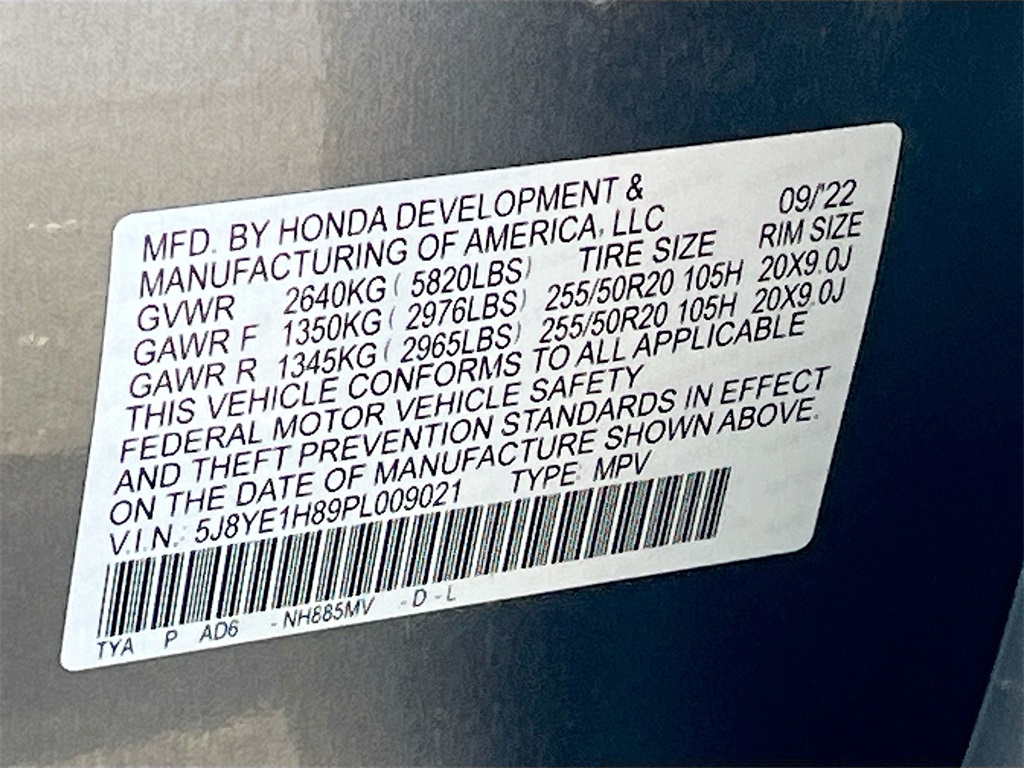 MFD. BY HONDA DEVELOPMENT &
MANUFACTURING OF AMERICA, LLC 09/'22
GVWR 2640KG ( 5820LBS) TIRE SIZE RIM SIZE
GAWR F 1350KG ( 2976LBS) 255/50R20 105H 20X9.0J
GAWR R 1345KG ( 2965LBS) 255/50R20 105H 20X9.0J
THIS VEHICLE CONFORMS TO ALL APPLICABLE
FEDERAL MOTOR VEHICLE SAFETY
AND THEFT PREVENTION STANDARDS IN EFFECT
ON THE DATE OF MANUFACTURE SHOWN ABOVE.
V.I.N.: 5J8YE1H89PL009021 TYPE: MPV
TYA P AD6 - NH885MV - D - L